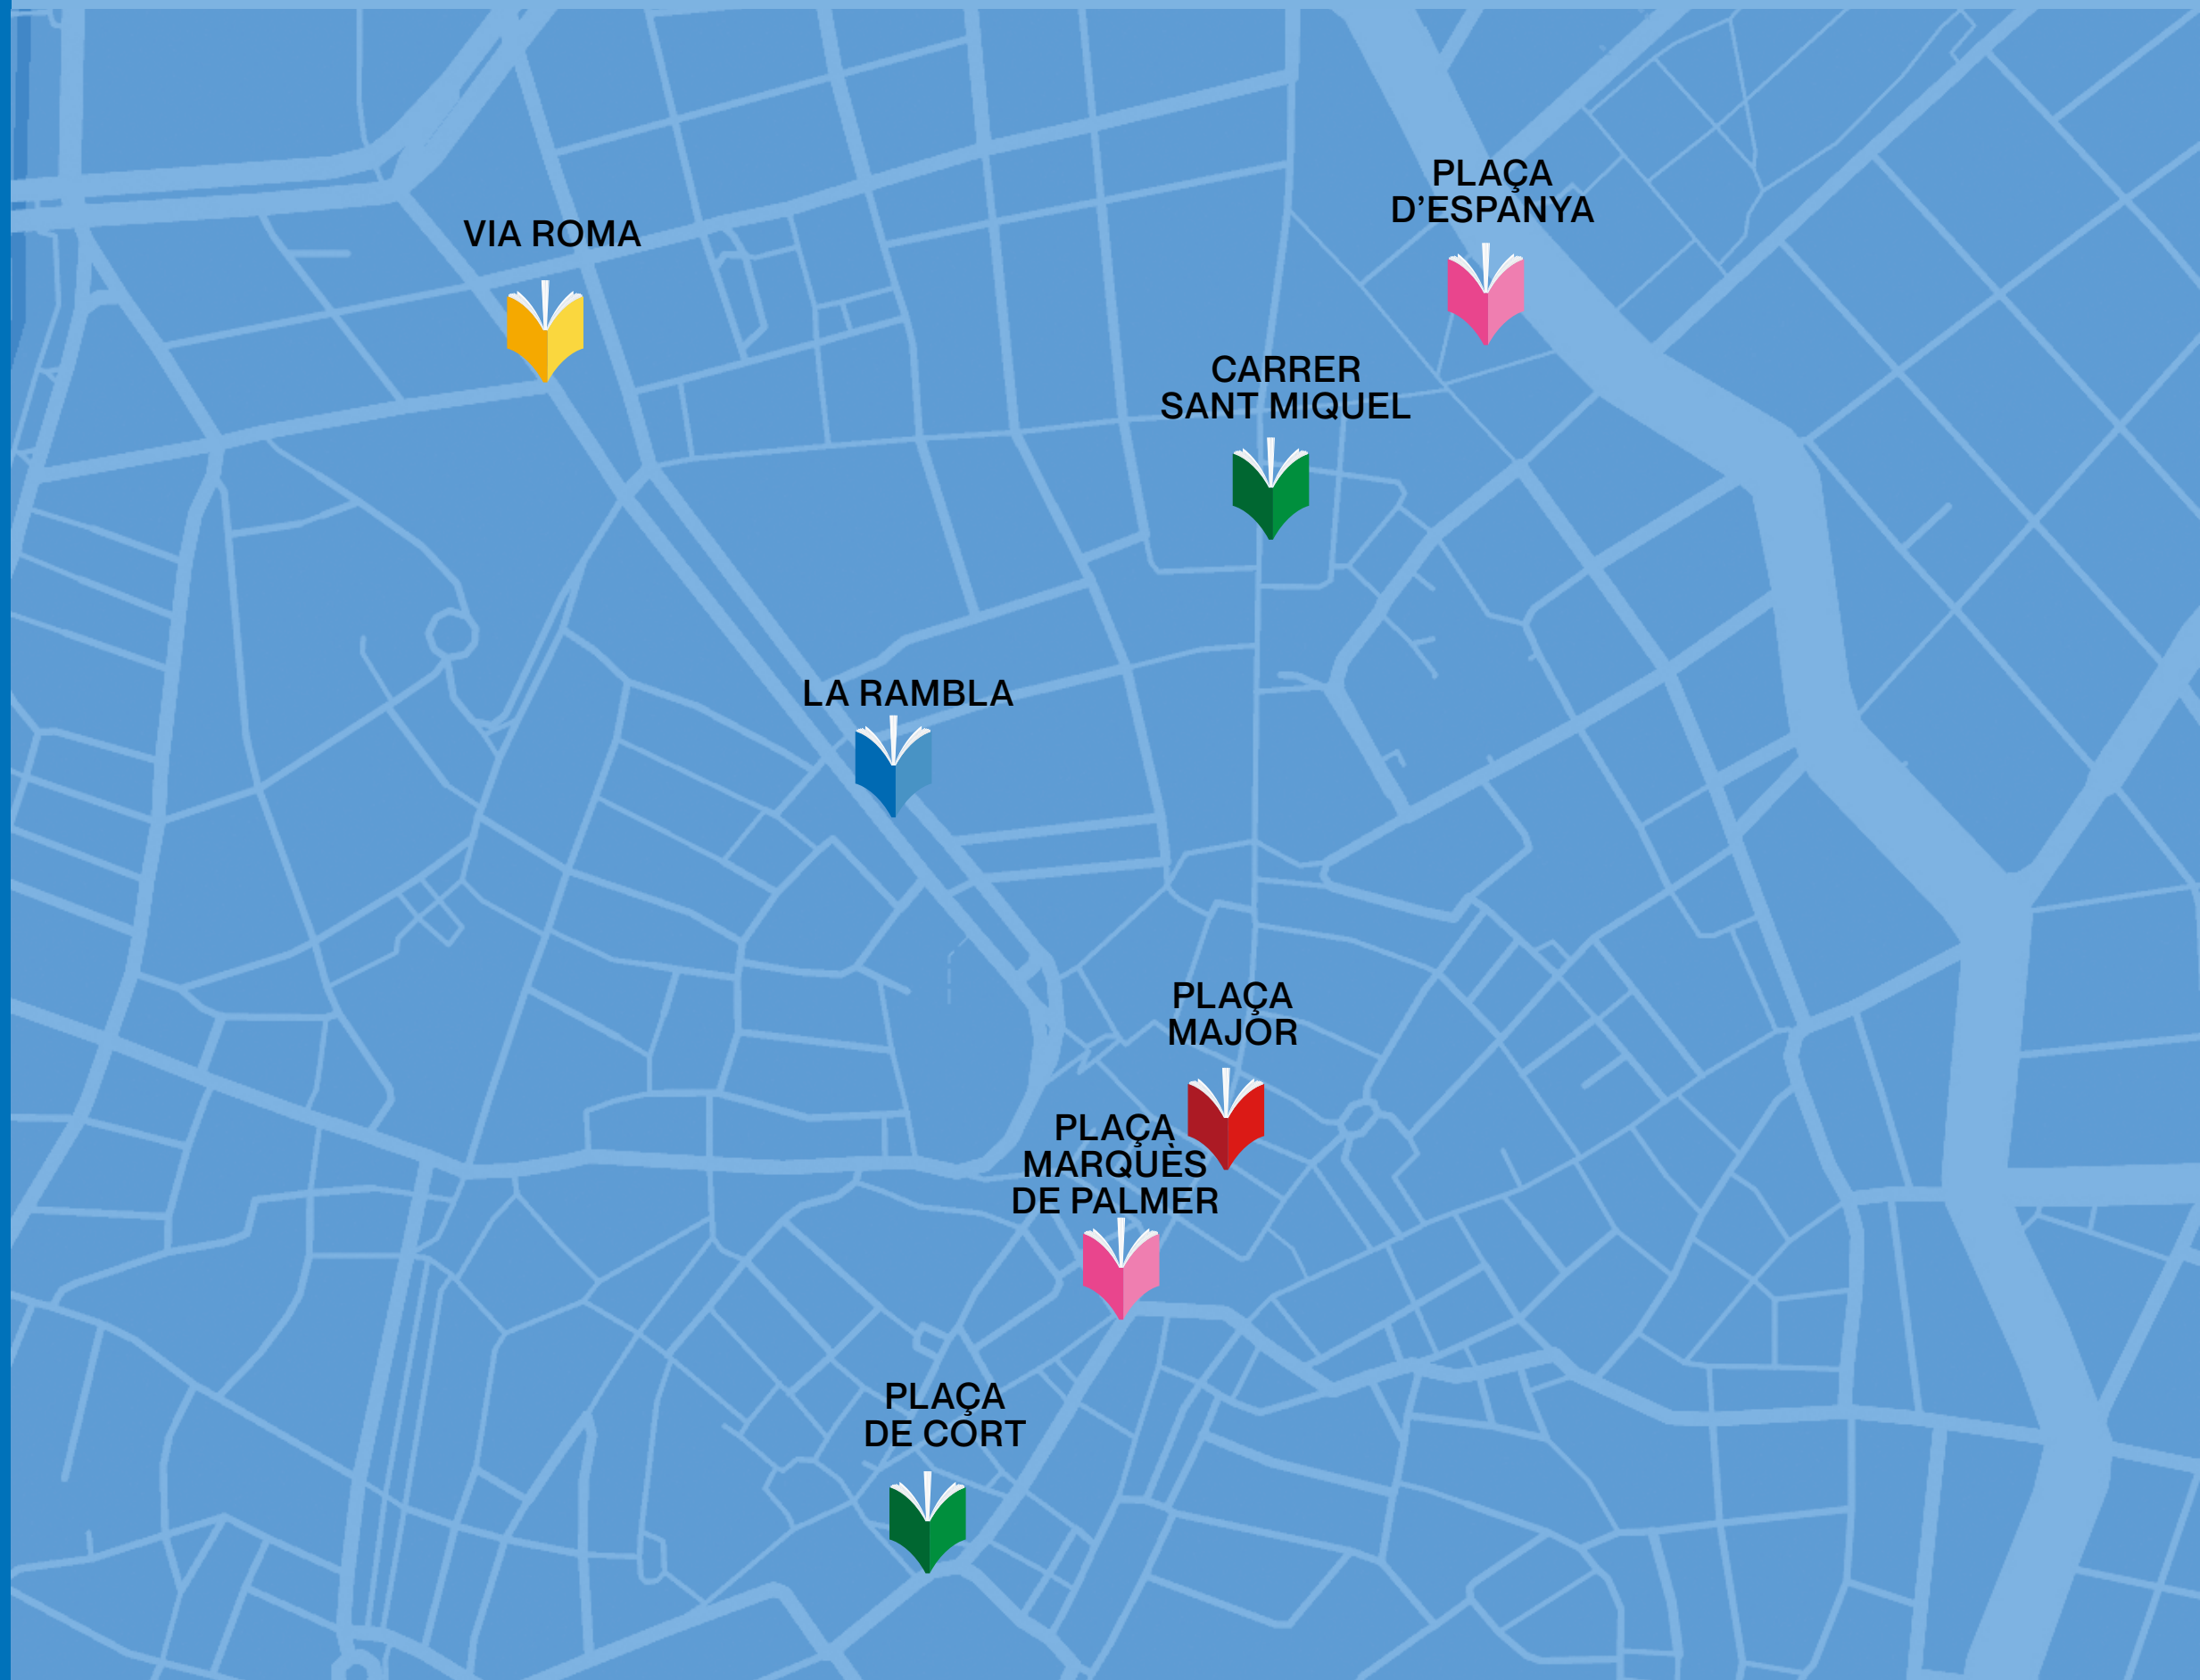 PLAÇA
D’ESPANYA
VIA ROMA
CARRER
SANT MIQUEL
LA RAMBLA
PLAÇA
MAJOR
PLAÇA
MARQUÈS
DE PALMER
PLAÇA
DE CORT